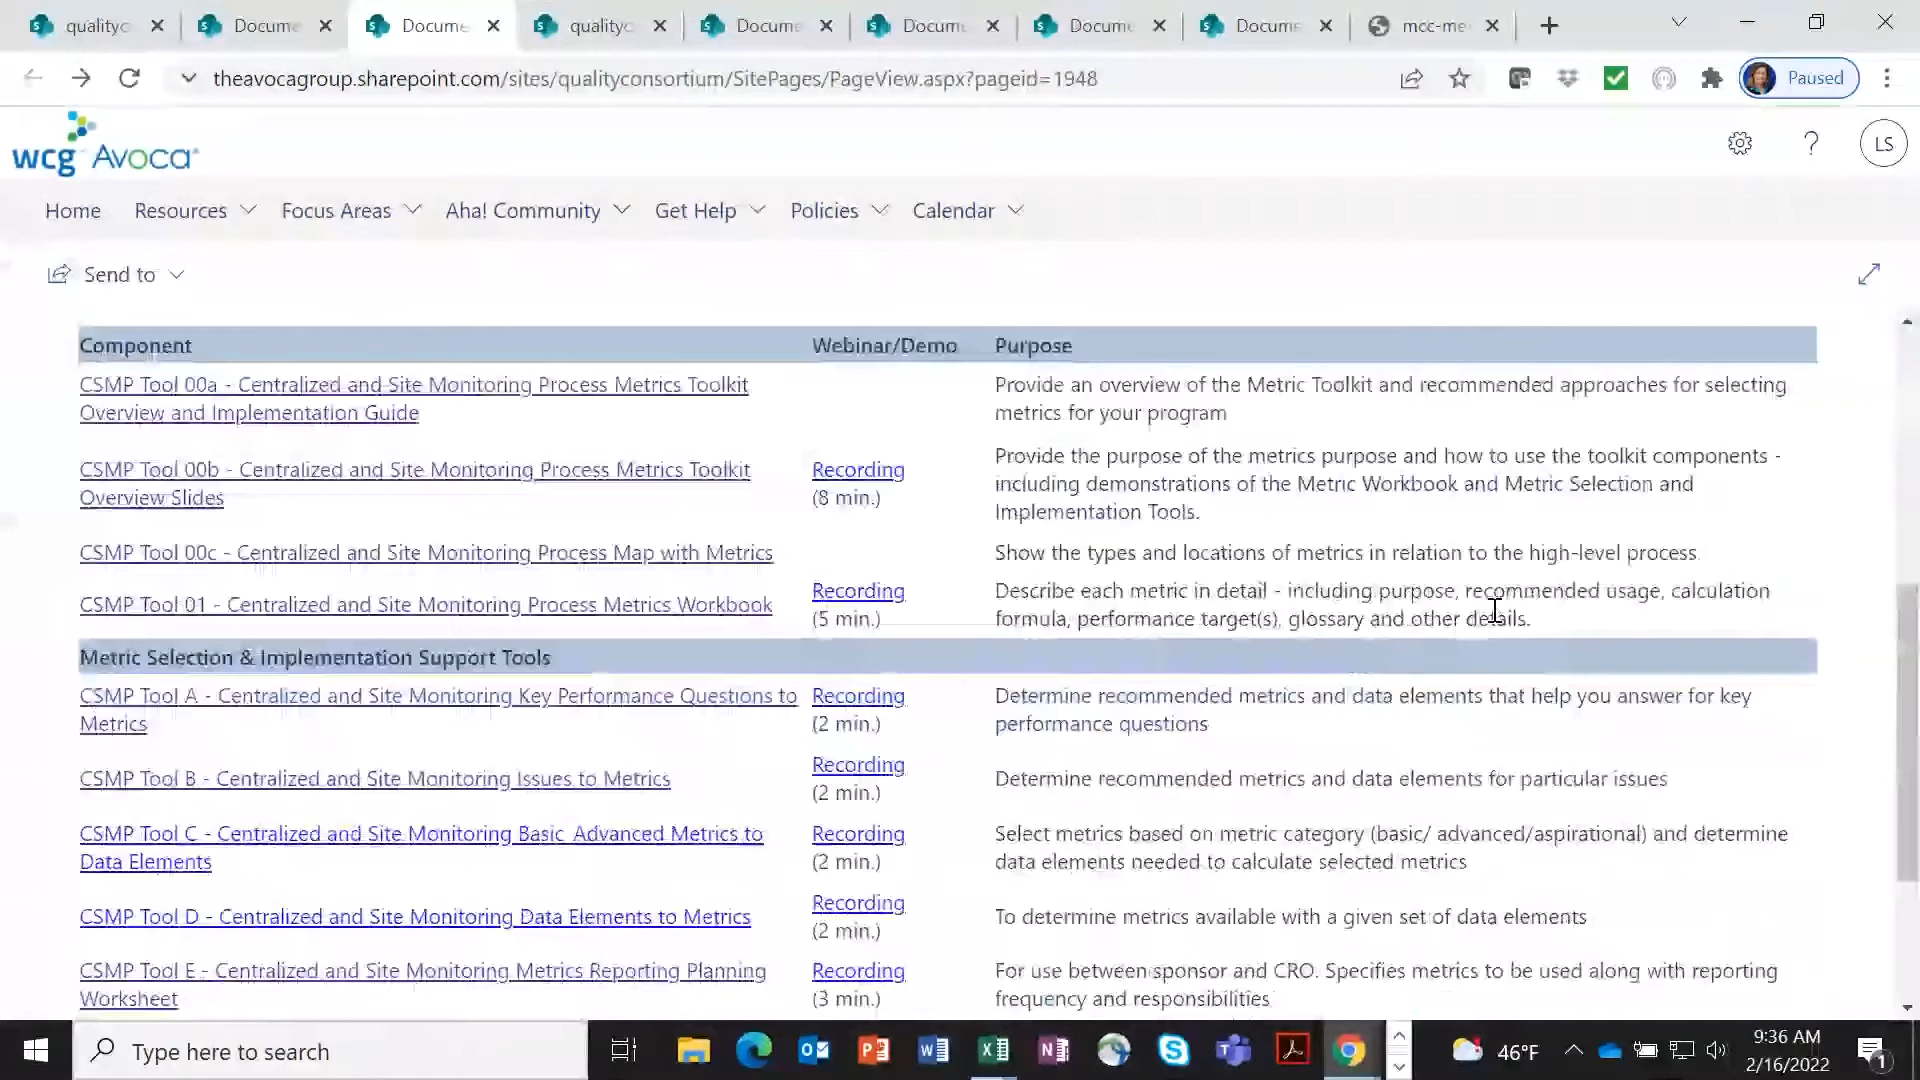 qualityc
Docume
Docume
qualityc
Docume
Docum
Docume
Docum
mcc-me
theavocagroup.sharepoint.com/sites/qualityconsortium/SitePages/PageView.aspx?pageid=1948
Paused
wcg Avoca
LS
Home Resources Focus Areas Aha! Community Get Help Policies Calendar
Send to
Component Webinar/Demo Purpose
CSMP Tool 00a - Centralized and Site Monitoring Process Metrics Toolkit
Overview and Implementation Guide
Provide an overview of the Metric Toolkit and recommended approaches for selecting
metrics for your program
CSMP Tool 00b - Centralized and Site Monitoring Process Metrics Toolkit
Overview Slides
Recording
(8 min.)
Provide the purpose of the metrics purpose and how to use the toolkit components -
including demonstrations of the Metric Workbook and Metric Selection and
Implementation Tools.
CSMP Tool 00c - Centralized and Site Monitoring Process Map with Metrics
Show the types and locations of metrics in relation to the high-level process.
CSMP Tool 01 - Centralized and Site Monitoring Process Metrics Workbook
Recording
(5 min.)
Describe each metric in detail - including purpose, recommended usage, calculation
formula, performance target(s), glossary and other details.
Metric Selection & Implementation Support Tools
CSMP Tool A - Centralized and Site Monitoring Key Performance Questions to
Metrics
Recording
(2 min.)
Determine recommended metrics and data elements that help you answer for key
performance questions
CSMP Tool B - Centralized and Site Monitoring Issues to Metrics
Recording
(2 min.)
Determine recommended metrics and data elements for particular issues
CSMP Tool C - Centralized and Site Monitoring Basic_Advanced Metrics to
Data Elements
Recording
(2 min.)
Select metrics based on metric category (basic/ advanced/aspirational) and determine
data elements needed to calculate selected metrics
CSMP Tool D - Centralized and Site Monitoring Data Elements to Metrics
Recording
(2 min.)
To determine metrics available with a given set of data elements
CSMP Tool E - Centralized and Site Monitoring Metrics Reporting Planning
Worksheet
Recording
(3 min.)
For use between sponsor and CRO. Specifies metrics to be used along with reporting
frequency and responsibilities
Type here to search
46°F
9:36 AM
2/16/2022
1